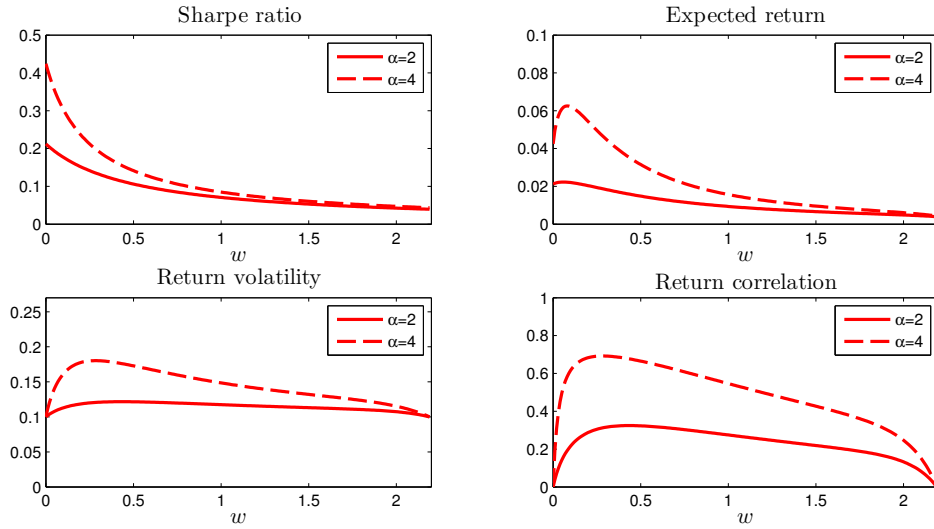 Sharpe ratio
0.5
0.4
0.3
0.2
0.1
0
0 0.5 1 1.5 2
w
α=2
α=4
Expected return
0.1
0.08
0.06
0.04
0.02
0
0 0.5 1 1.5 2
w
α=2
α=4
Return volatility
0.25
0.2
0.15
0.1
0.05
0
0 0.5 1 1.5 2
w
α=2
α=4
Return correlation
1
0.8
0.6
0.4
0.2
0
0 0.5 1 1.5 2
w
α=2
α=4